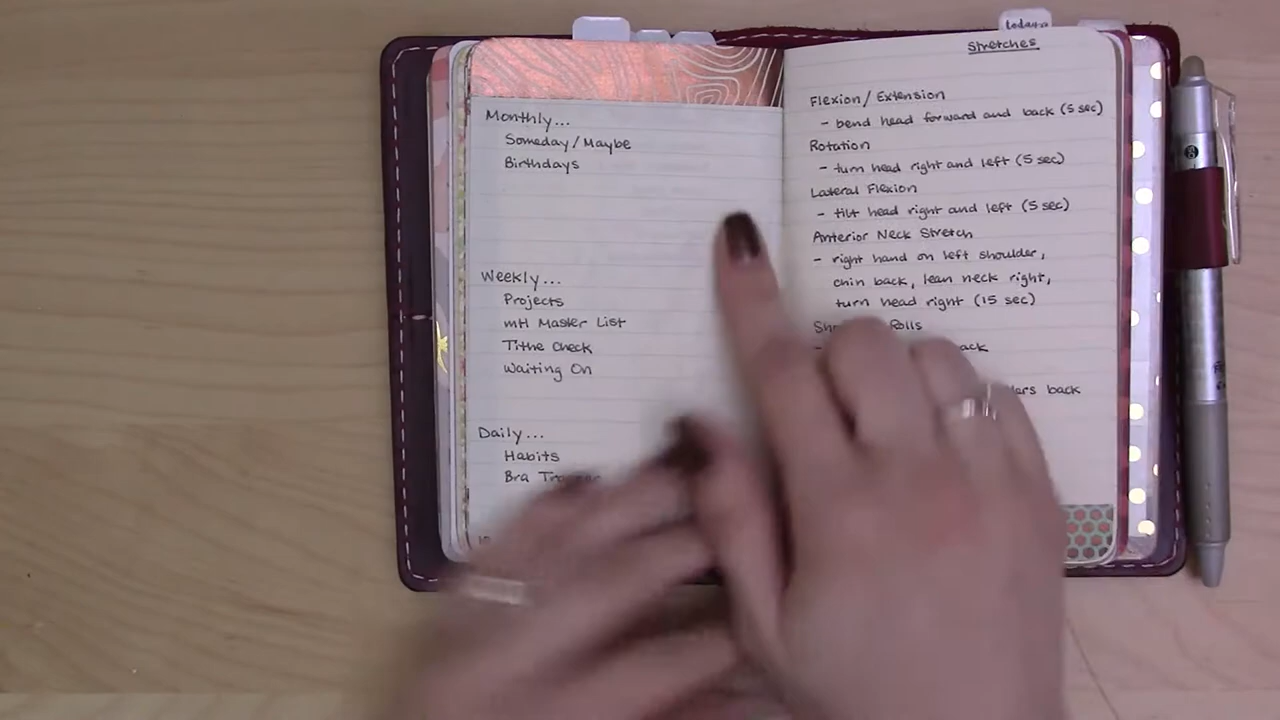 Monthly...
Someday/Maybe
Birthdays
Weekly...
Projects
mH Master List
Tithe Check
Waiting On
Daily...
Habits
Bra
today
Stretches
Flexion/Extension
- bend head forward and back (5 sec)
Rotation
- turn head right and left (5 sec)
Lateral Flexion
- tilt head right and left (5 sec)
Anterior Neck Stretch
- right hand on left shoulder,
chin back, lean neck right,
turn head right (15 sec)
Rolls
back